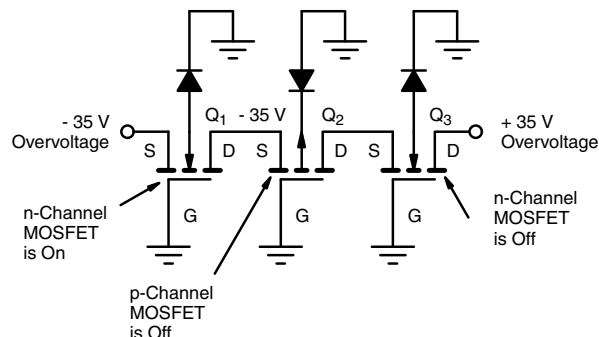 - 35 V
Overvoltage
Q1
- 35 V
Q2
Q3
+ 35 V
Overvoltage
S
D
S
D
S
D
G
G
G
n-Channel
MOSFET
is On
p-Channel
MOSFET
is Off
n-Channel
MOSFET
is Off